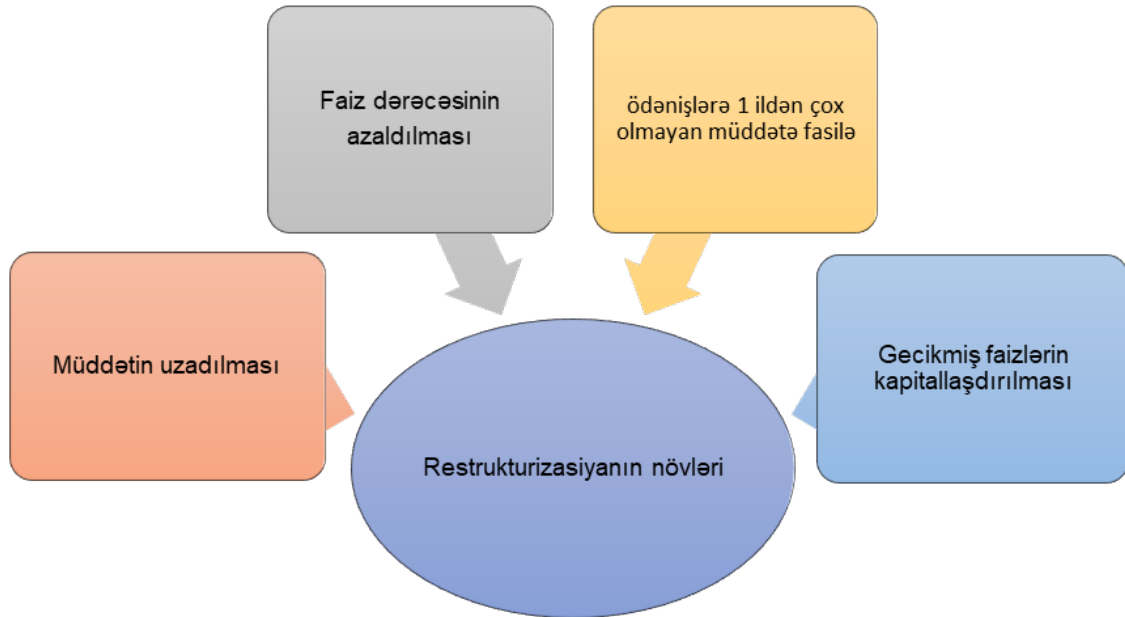 Faiz dərəcəsinin
azaldılması
ödənişlərə 1 ildən çox
olmayan müddətə fasilə
Müddətin uzadılması
Gecikmiş faizlərin
kapitallaşdırılması
Restrukturizasiyanın növləri